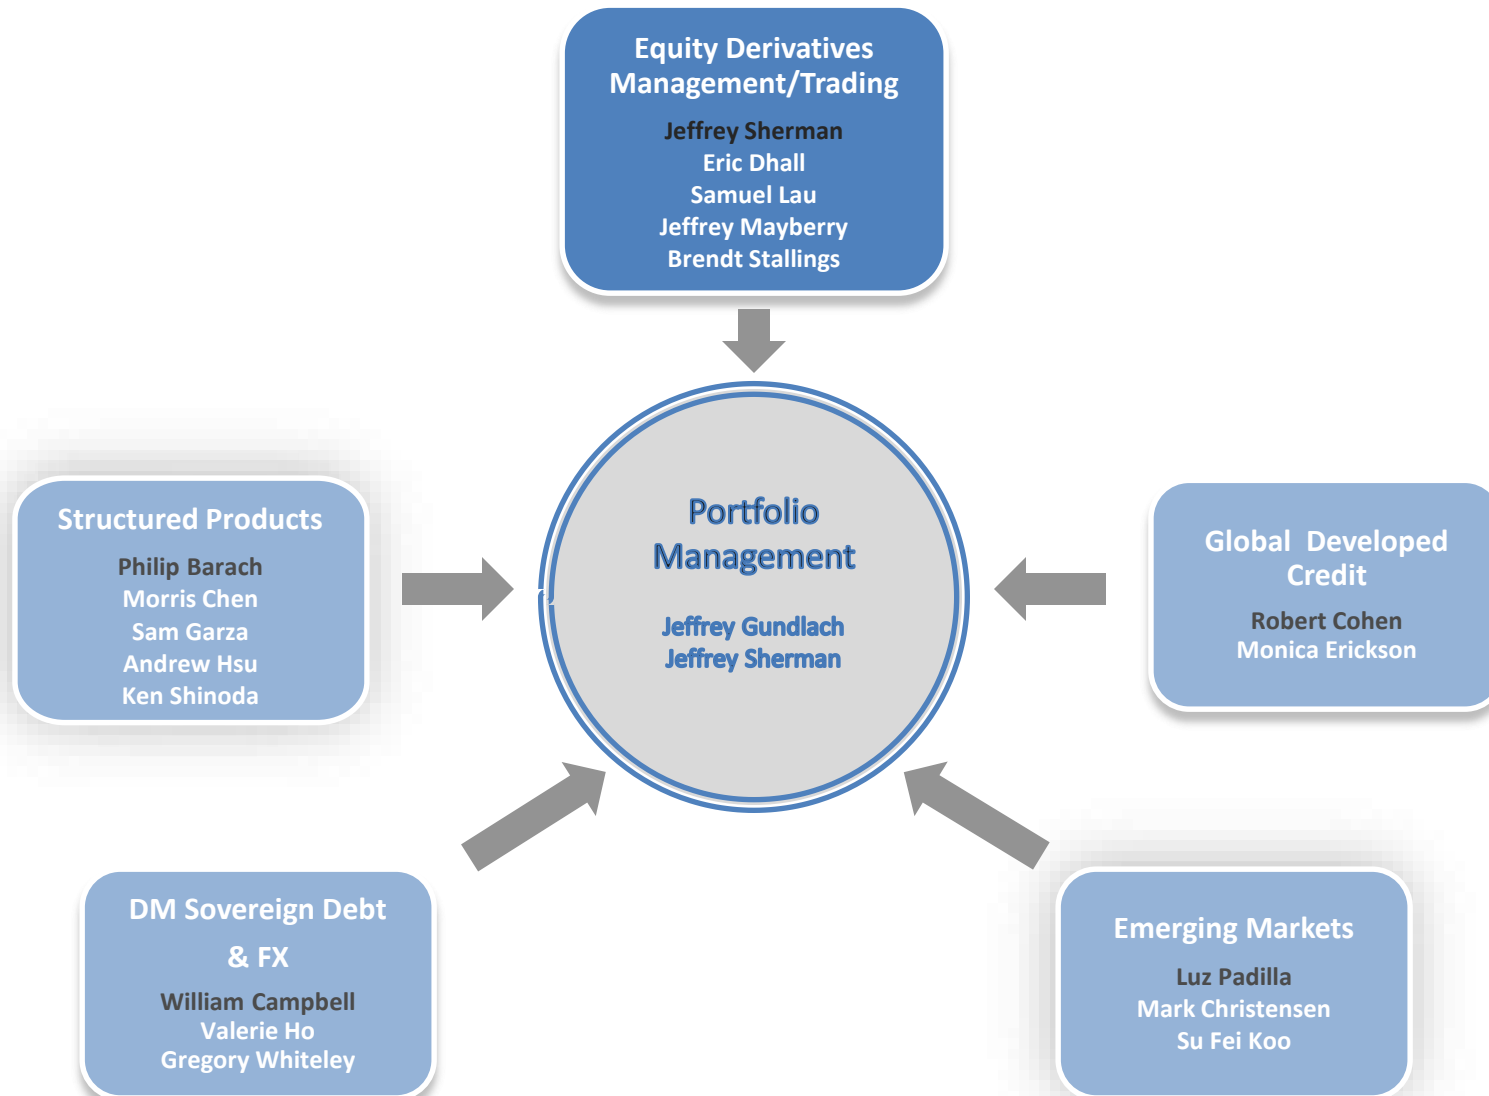 Equity Derivatives
Management/Trading
Jeffrey Sherman
Eric Dhall
Samuel Lau
Jeffrey Mayberry
Brendt Stallings
Structured Products
Philip Barach
Morris Chen
Sam Garza
Andrew Hsu
Ken Shinoda
Portfolio
Management
Jeffrey Gundlach
Jeffrey Sherman
Global Developed
Credit
Robert Cohen
Monica Erickson
DM Sovereign Debt
& FX
William Campbell
Valerie Ho
Gregory Whiteley
Emerging Markets
Luz Padilla
Mark Christensen
Su Fei Koo